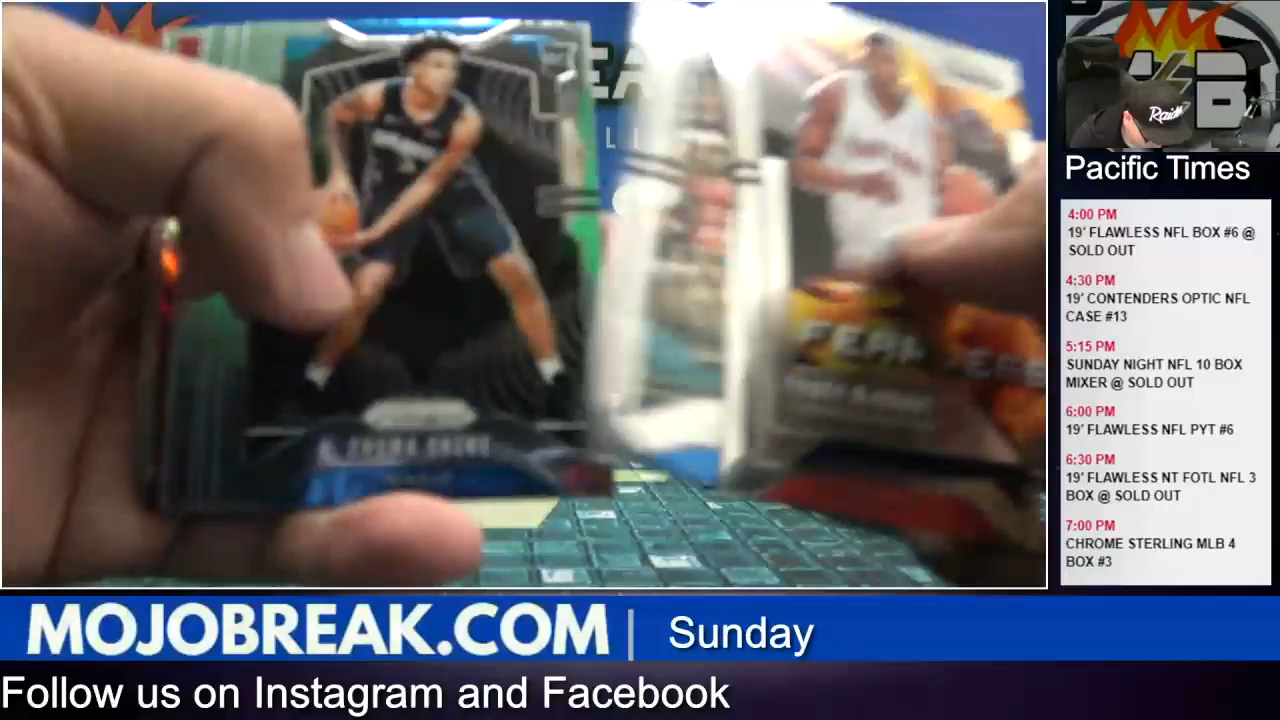 Raid
B
Pacific Times
4:00 PM
19' FLAWLESS NFL BOX #6 @
SOLD OUT
4:30 PM
19' CONTENDERS OPTIC NFL
CASE #13
5:15 PM
SUNDAY NIGHT NFL 10 BOX
MIXER @ SOLD OUT
6:00 PM
19' FLAWLESS NFL PYT #6
6:30 PM
19' FLAWLESS NT FOTL NFL 3
BOX @ SOLD OUT
7:00 PM
CHROME STERLING MLB 4
BOX #3
MOJOBREAK.COM | Sunday
Follow us on Instagram and Facebook